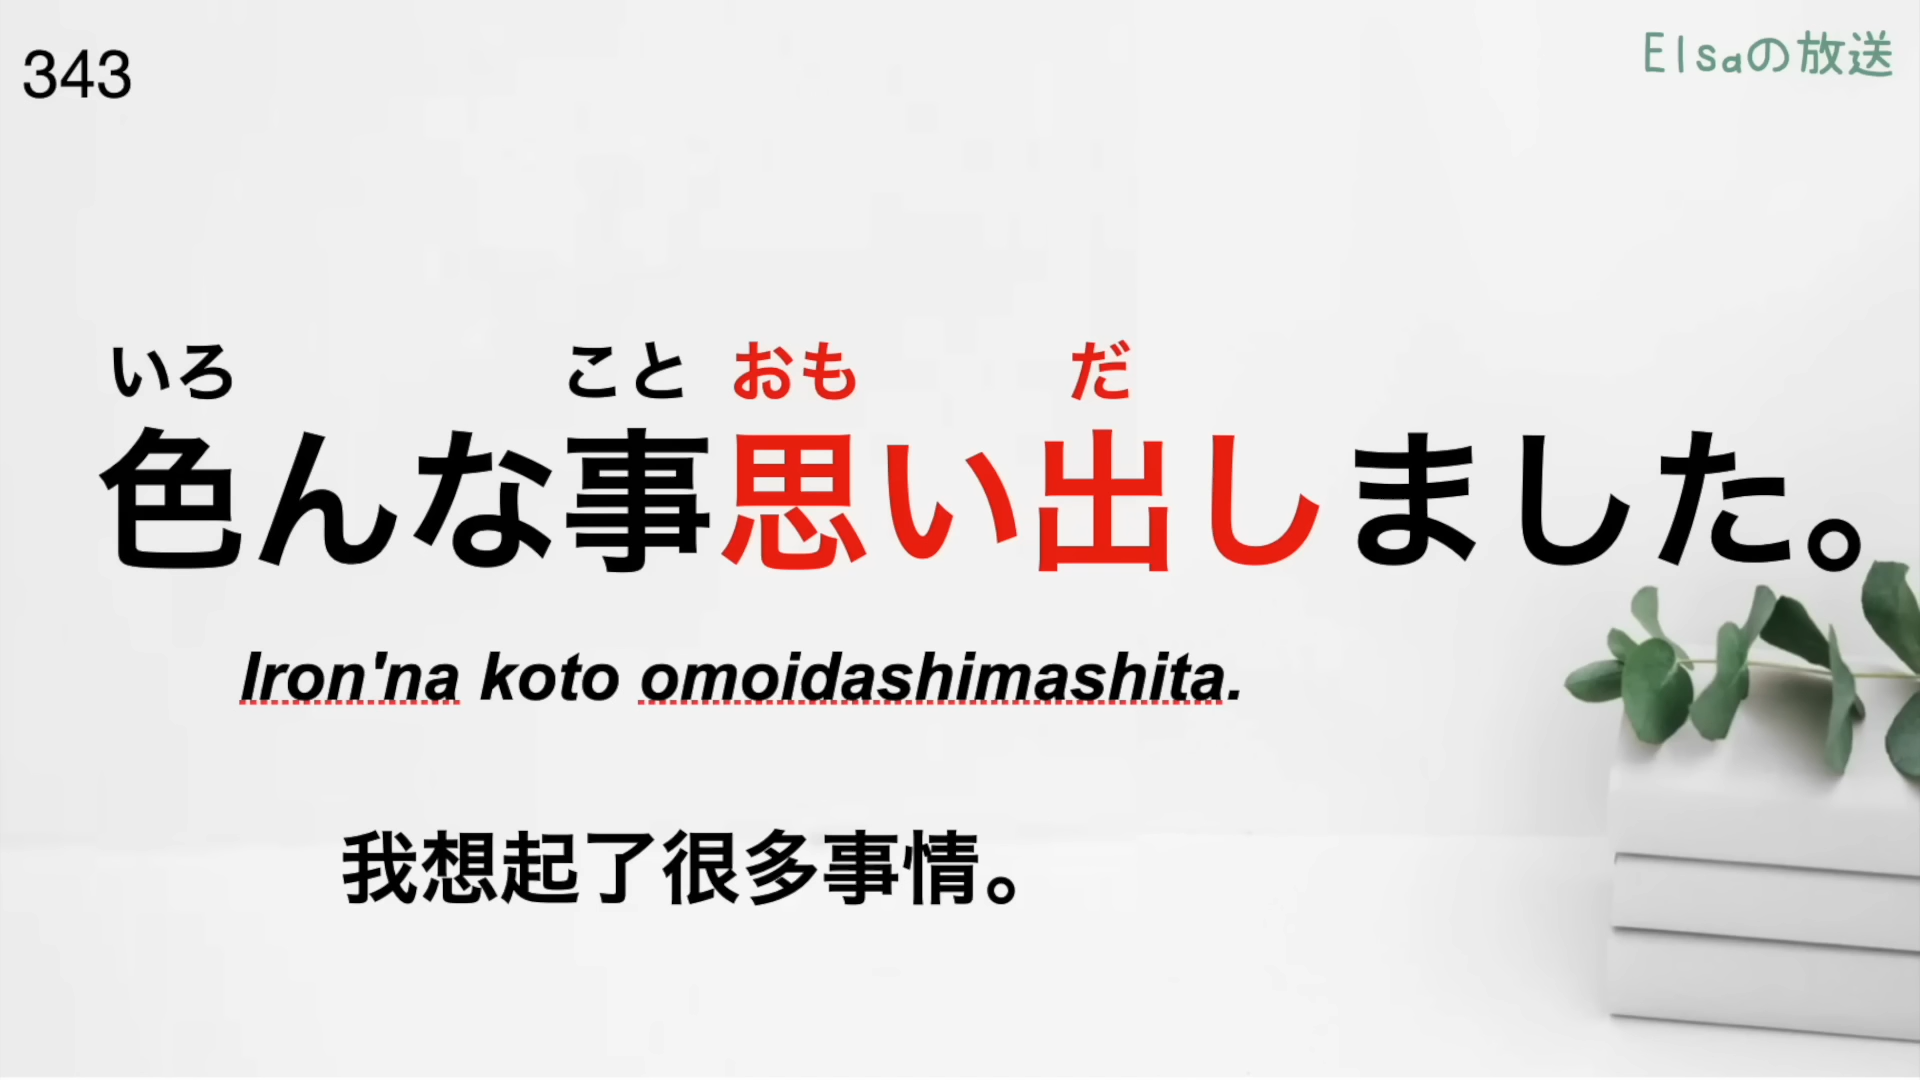 343
Elsaの放送
いろ こと おも だ
色んな事思い出しました。
Iron'na koto omoidashimashita.
我想起了很多事情。